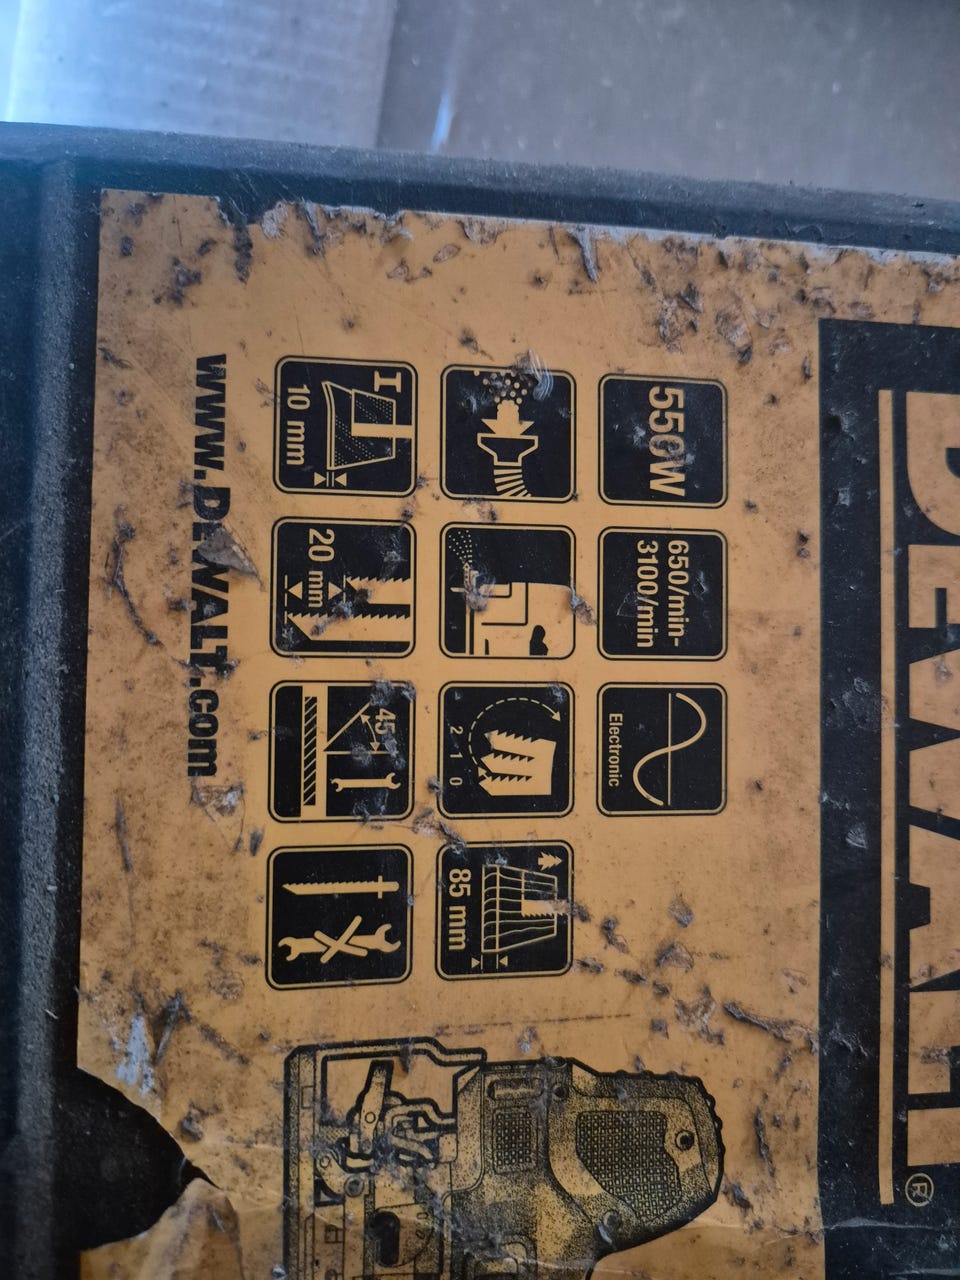 DEWALT®
550W
650/min-
3100/min
Electronic
2 1 0
85 mm
10 mm
20 mm
45°
www.DEWALT.com